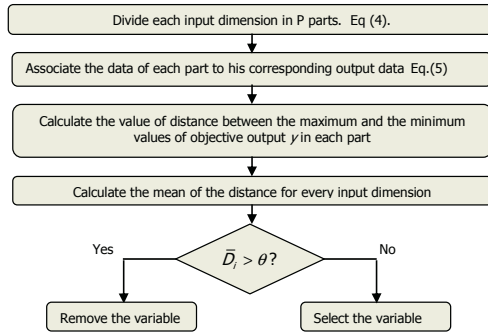 Divide each input dimension in P parts. Eq (4).
Associate the data of each part to his corresponding output data Eq.(5)
Calculate the value of distance between the maximum and the minimum
values of objective output y in each part
Calculate the mean of the distance for every input dimension
Yes
D̅ᵢ > θ ?
No
Remove the variable
Select the variable